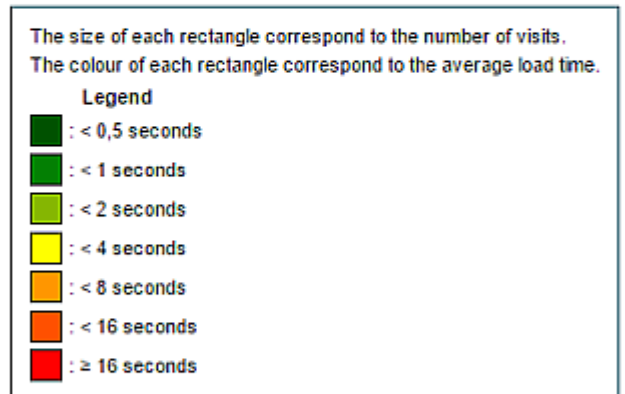 The size of each rectangle correspond to the number of visits.
The colour of each rectangle correspond to the average load time.
Legend
: < 0,5 seconds
: < 1 seconds
: < 2 seconds
: < 4 seconds
: < 8 seconds
: < 16 seconds
: ≥ 16 seconds